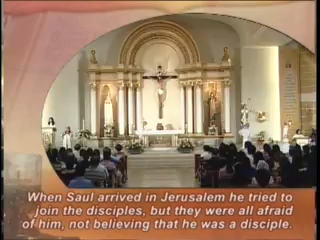 When Saul arrived in Jerusalem he tried to
join the disciples, but they were all afraid
of him, not believing that he was a disciple.